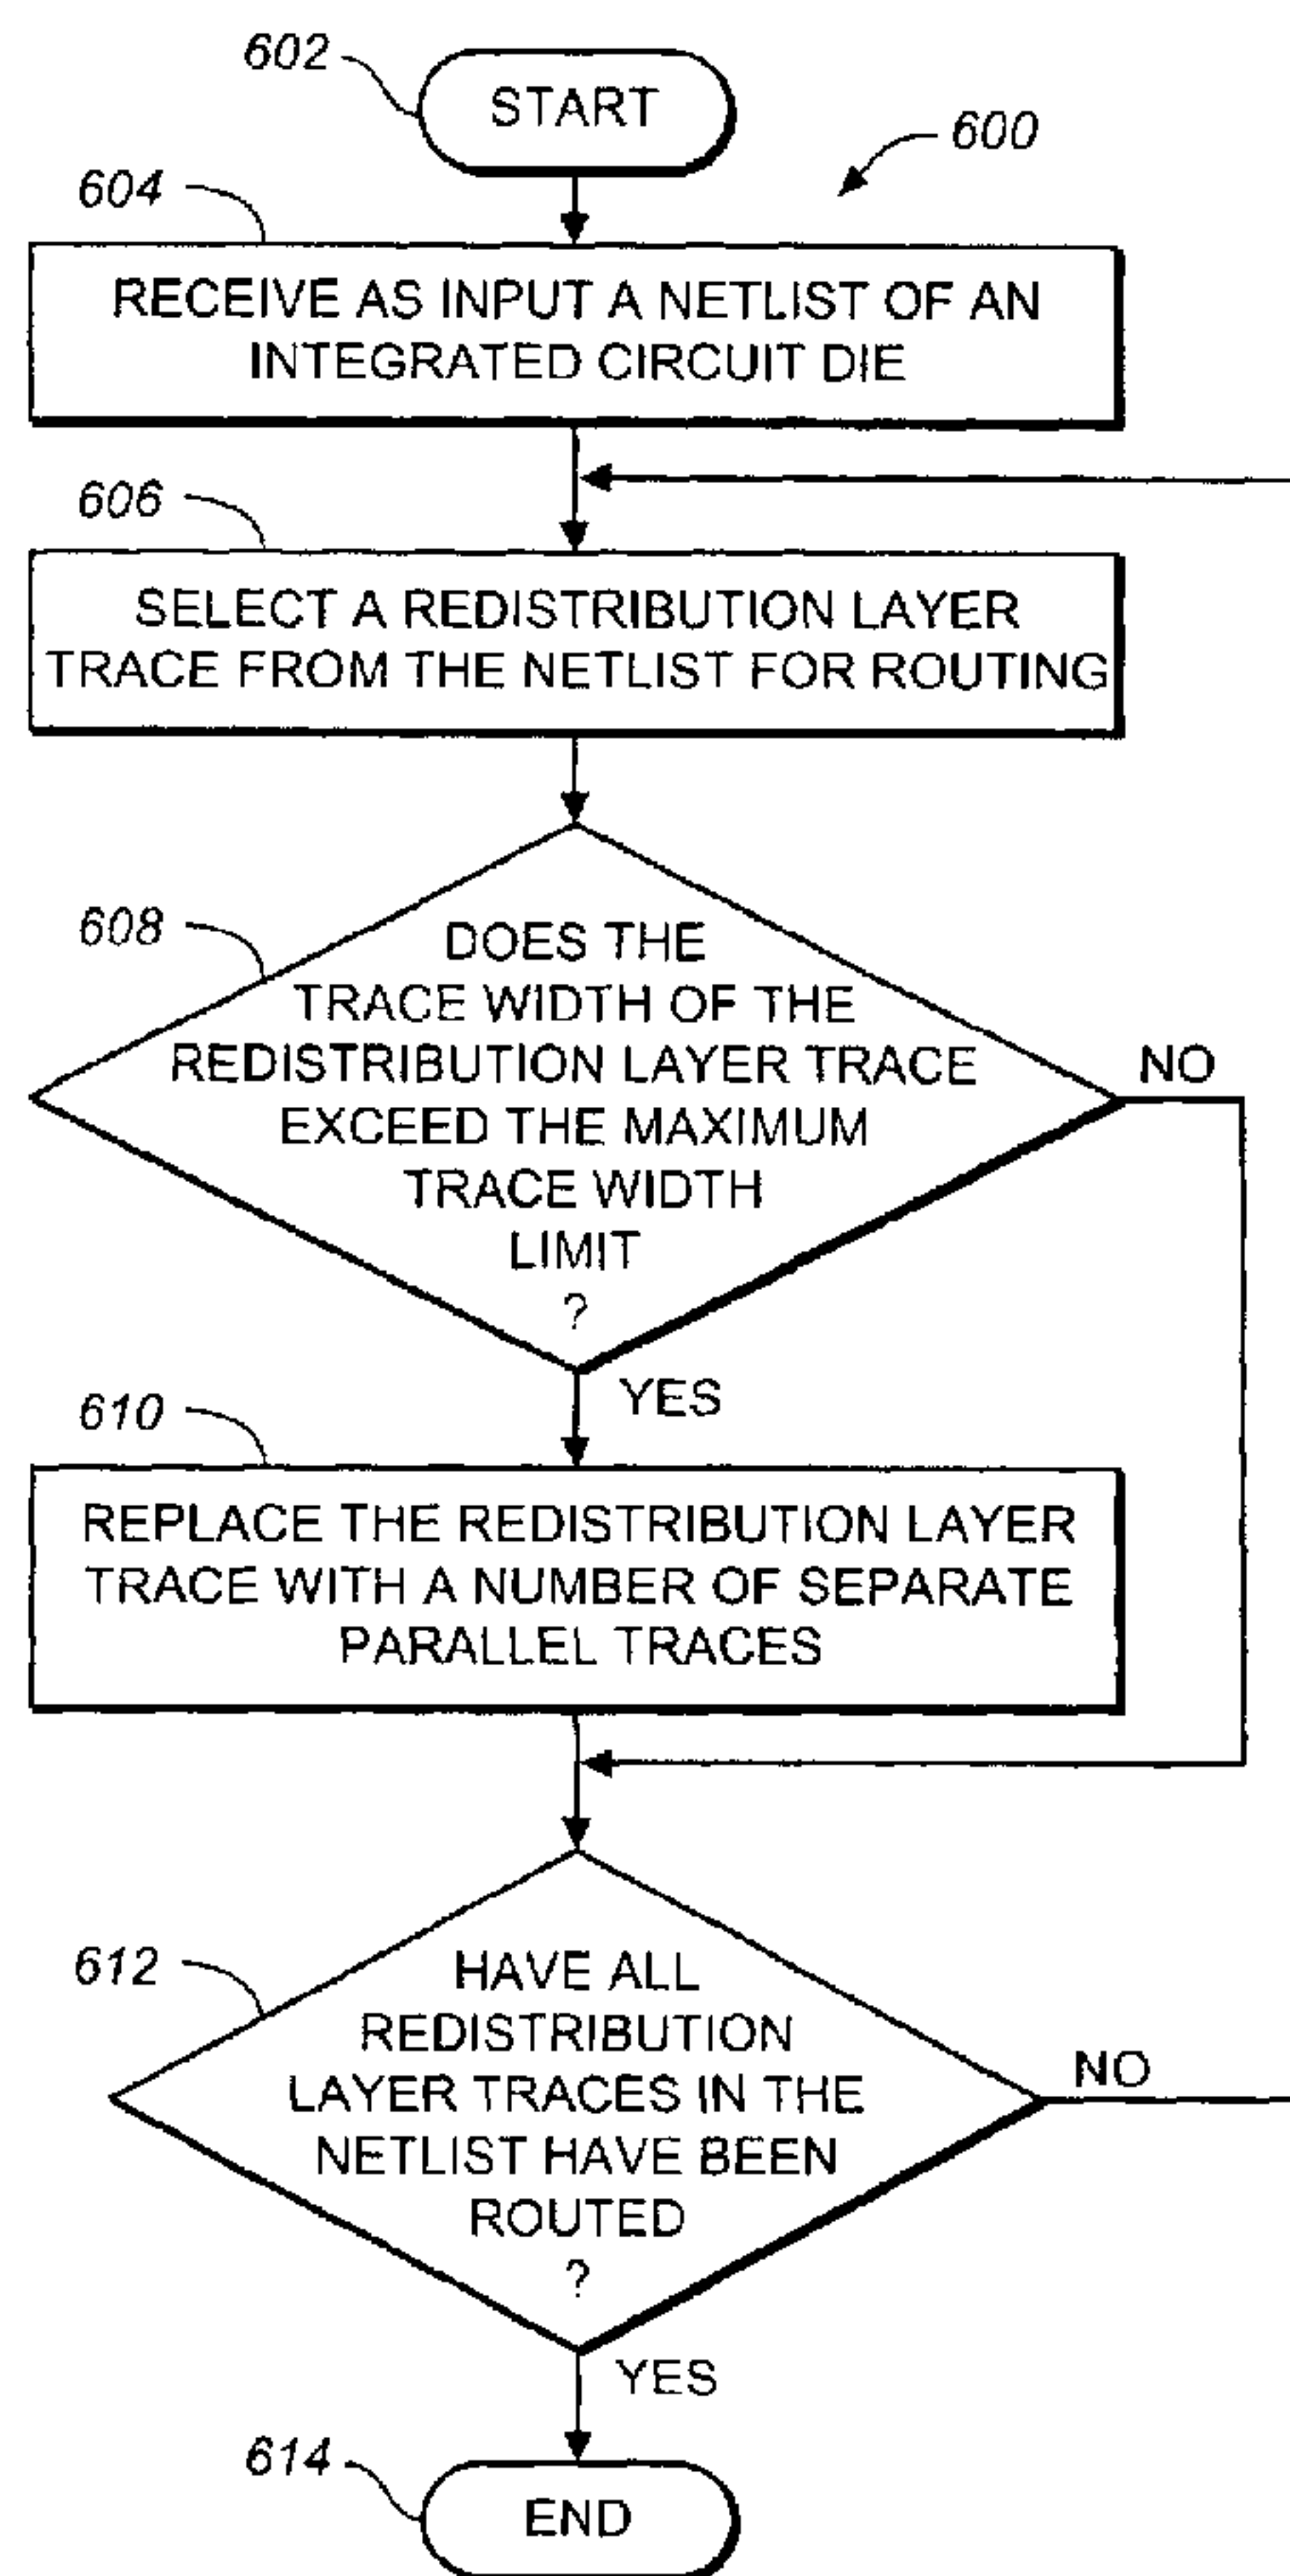 602
START
600
604
RECEIVE AS INPUT A NETLIST OF AN
INTEGRATED CIRCUIT DIE
606
SELECT A REDISTRIBUTION LAYER
TRACE FROM THE NETLIST FOR ROUTING
608
DOES THE
TRACE WIDTH OF THE
REDISTRIBUTION LAYER TRACE
EXCEED THE MAXIMUM
TRACE WIDTH
LIMIT
?
NO
YES
610
REPLACE THE REDISTRIBUTION LAYER
TRACE WITH A NUMBER OF SEPARATE
PARALLEL TRACES
612
HAVE ALL
REDISTRIBUTION
LAYER TRACES IN THE
NETLIST HAVE BEEN
ROUTED
?
NO
YES
614
END